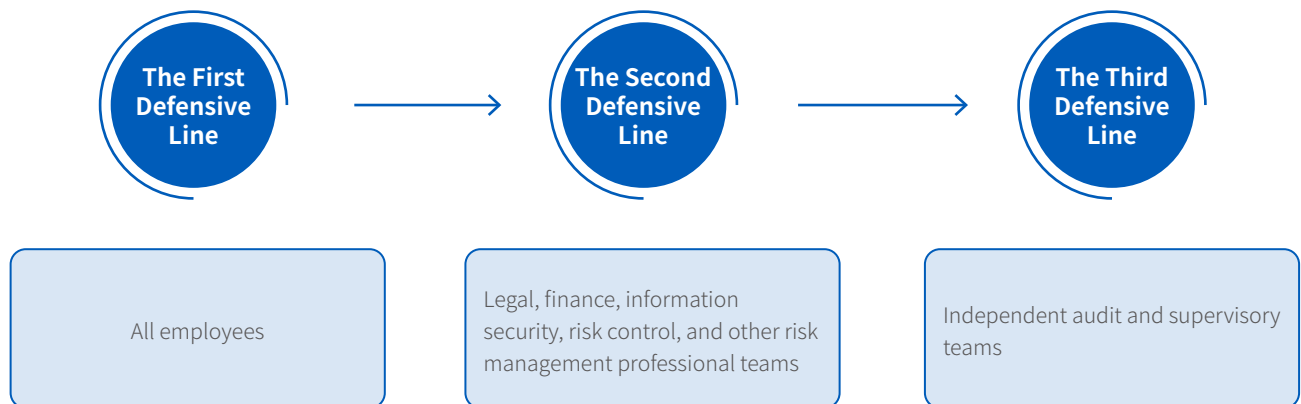 The First
Defensive
Line
The Second
Defensive
Line
The Third
Defensive
Line
All employees
Legal, finance, information
security, risk control, and other risk
management professional teams
Independent audit and supervisory
teams